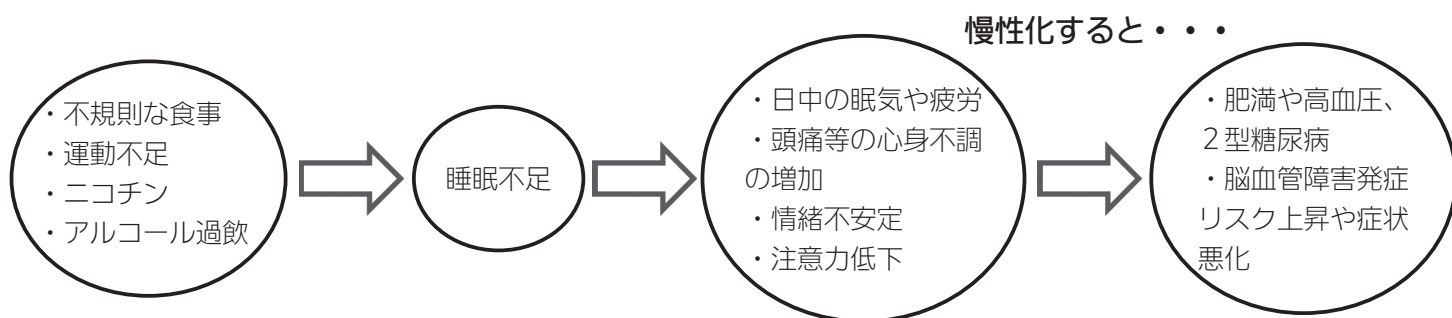 ・不規則な食事
・運動不足
・ニコチン
・アルコール過飲
睡眠不足
・日中の眠気や疲労
・頭痛等の心身不調
の増加
・情緒不安定
・注意力低下
慢性化すると・・・
・肥満や高血圧、
２型糖尿病
・脳血管障害発症
リスク上昇や症状
悪化